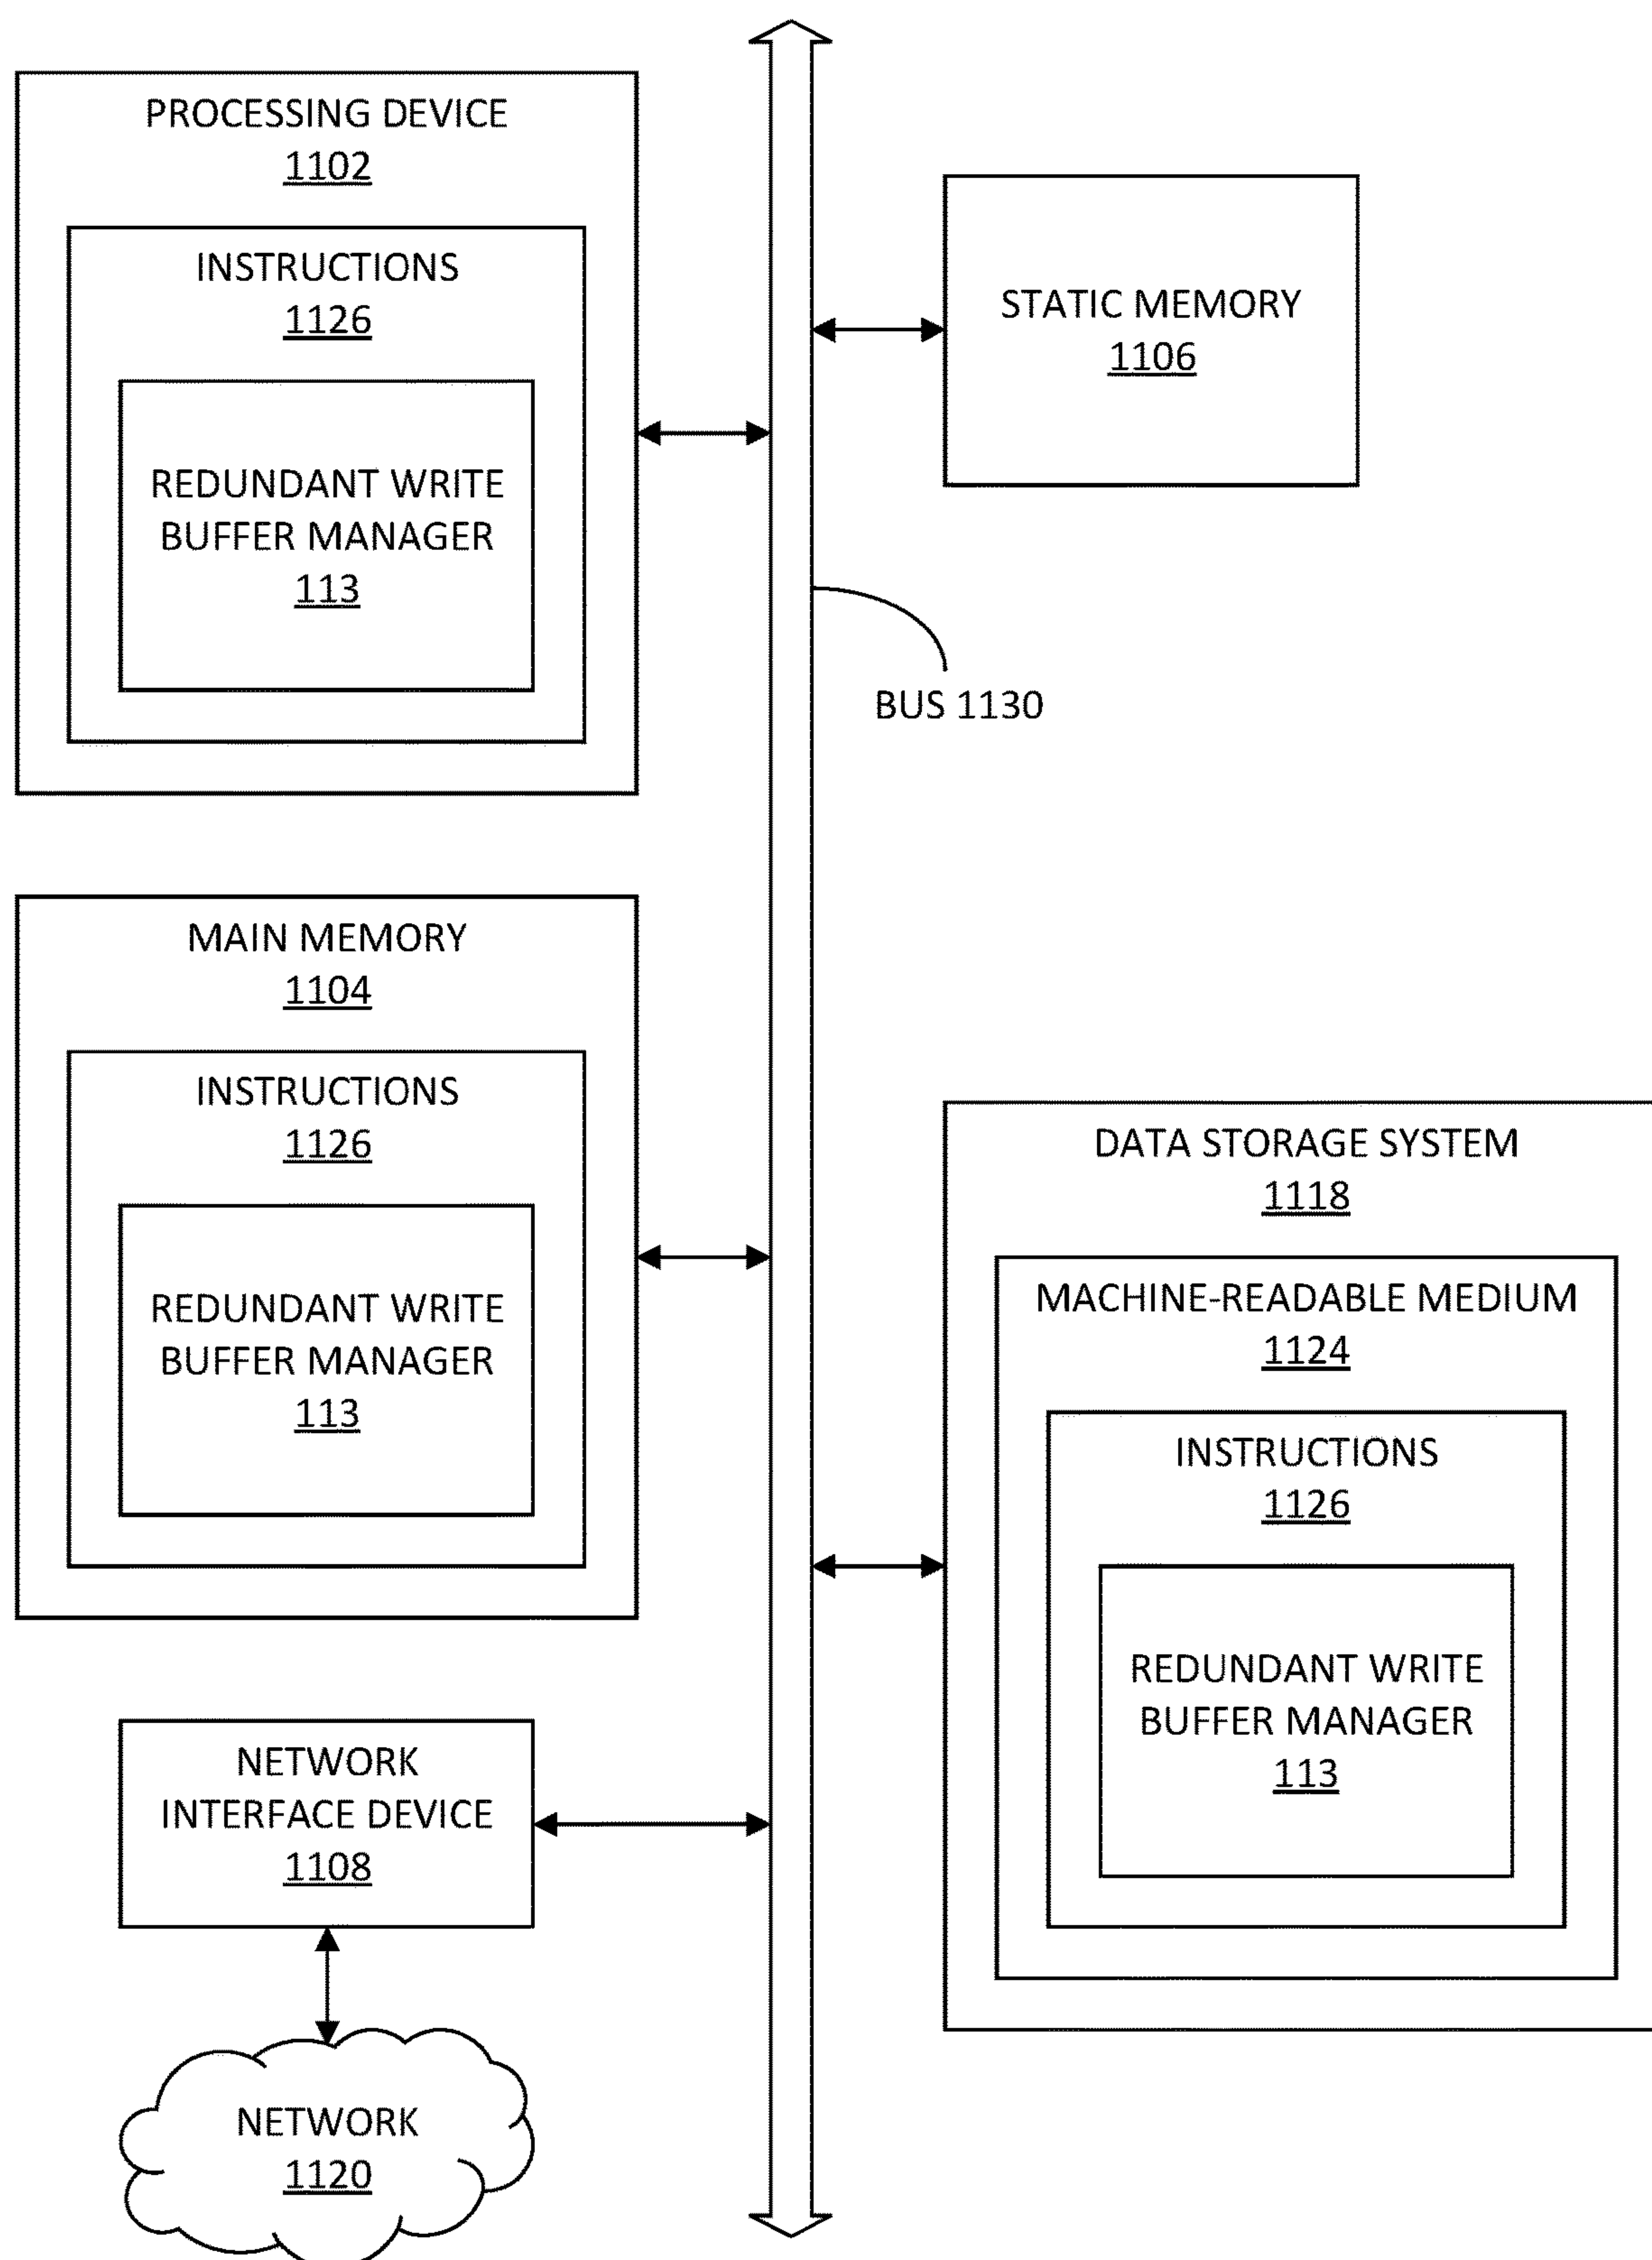 PROCESSING DEVICE
1102
INSTRUCTIONS
1126
REDUNDANT WRITE
BUFFER MANAGER
113
STATIC MEMORY
1106
BUS 1130
MAIN MEMORY
1104
INSTRUCTIONS
1126
REDUNDANT WRITE
BUFFER MANAGER
113
DATA STORAGE SYSTEM
1118
MACHINE-READABLE MEDIUM
1124
INSTRUCTIONS
1126
REDUNDANT WRITE
BUFFER MANAGER
113
NETWORK
INTERFACE DEVICE
1108
NETWORK
1120